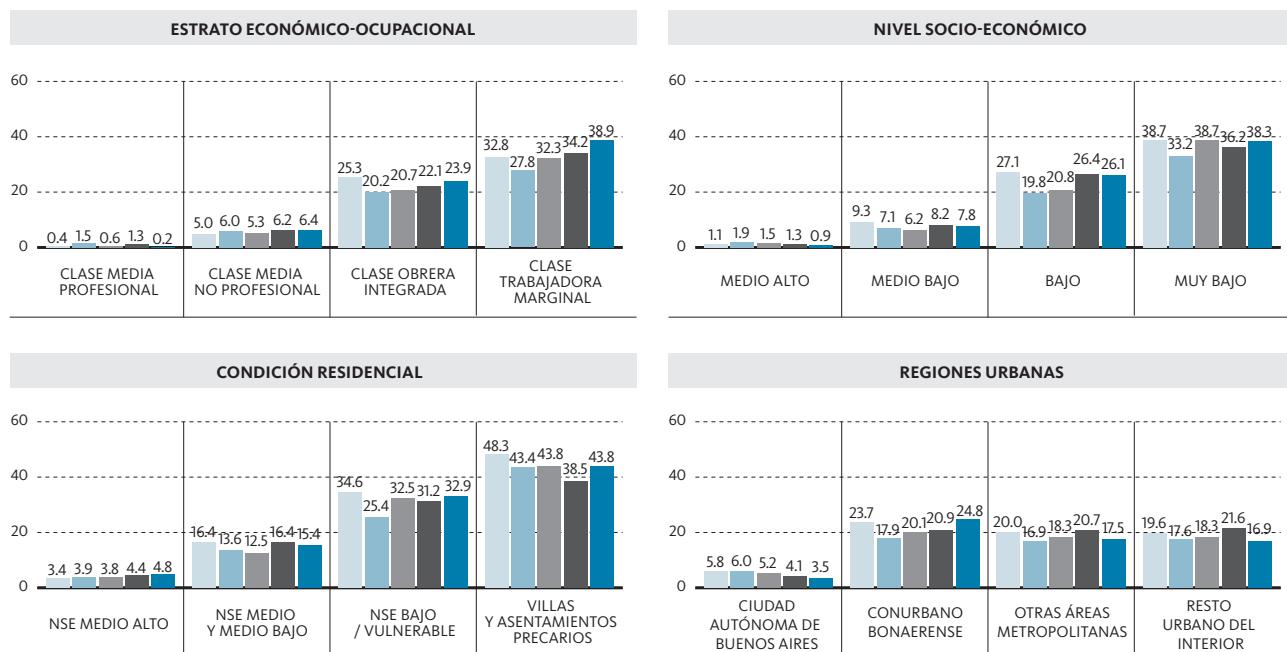 ESTRATO ECONÓMICO-OCUPACIONAL
60
40
20
0
0.4 1.5 0.6 1.3 0.2
5.0 6.0 5.3 6.2 6.4
25.3 20.2 20.7 22.1 23.9
32.8 27.8 32.3 34.2 38.9
CLASE MEDIA
PROFESIONAL
CLASE MEDIA
NO PROFESIONAL
CLASE OBRERA
INTEGRADA
CLASE
TRABAJADORA
MARGINAL
NIVEL SOCIO-ECONÓMICO
60
40
20
0
1.1 1.9 1.5 1.3 0.9
9.3 7.1 6.2 8.2 7.8
27.1 19.8 20.8 26.4 26.1
38.7 33.2 38.7 36.2 38.3
MEDIO ALTO
MEDIO BAJO
BAJO
MUY BAJO
CONDICIÓN RESIDENCIAL
60
40
20
0
3.4 3.9 3.8 4.4 4.8
16.4 13.6 12.5 16.4 15.4
34.6 25.4 32.5 31.2 32.9
48.3 43.4 43.8 38.5 43.8
NSE MEDIO ALTO
NSE MEDIO
Y MEDIO BAJO
NSE BAJO
/ VULNERABLE
VILLAS
Y ASENTAMIENTOS
PRECARIOS
REGIONES URBANAS
60
40
20
0
5.8 6.0 5.2 4.1 3.5
23.7 17.9 20.1 20.9 24.8
20.0 16.9 18.3 20.7 17.5
19.6 17.6 18.3 21.6 16.9
CIUDAD
AUTÓNOMA DE
BUENOS AIRES
CONURBANO
BONAERENSE
OTRAS ÁREAS
METROPOLITANAS
RESTO
URBANO DEL
INTERIOR